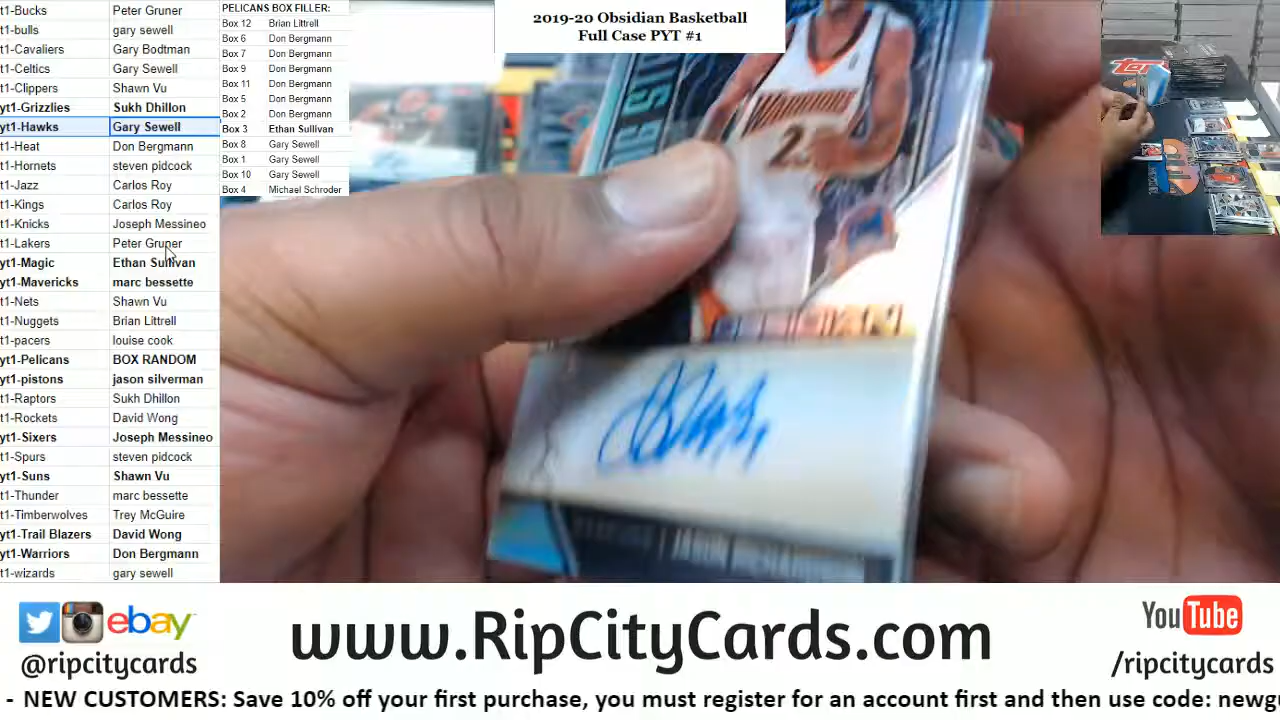 t1-Bucks Peter Gruner
t1-bulls gary sewell
t1-Cavaliers Gary Bodtman
t1-Celtics Gary Sewell
t1-Clippers Shawn Vu
yt1-Grizzlies Sukh Dhillon
yt1-Hawks Gary Sewell
t1-Heat Don Bergmann
t1-Hornets steven pidcock
t1-Jazz Carlos Roy
t1-Kings Carlos Roy
t1-Knicks Joseph Messineo
t1-Lakers Peter Gruner
yt1-Magic Ethan Sullivan
yt1-Mavericks marc bessette
t1-Nets Shawn Vu
t1-Nuggets Brian Littrell
t1-pacers louise cook
yt1-Pelicans BOX RANDOM
yt1-pistons jason silverman
t1-Raptors Sukh Dhillon
t1-Rockets David Wong
yt1-Sixers Joseph Messineo
t1-Spurs steven pidcock
yt1-Suns Shawn Vu
t1-Thunder marc bessette
t1-Timberwolves Trey McGuire
yt1-Trail Blazers David Wong
yt1-Warriors Don Bergmann
t1-wizards gary sewell
PELICANS BOX FILLER:
Box 12 Brian Littrell
Box 6 Don Bergmann
Box 7 Don Bergmann
Box 9 Don Bergmann
Box 11 Don Bergmann
Box 5 Don Bergmann
Box 2 Don Bergmann
Box 3 Ethan Sullivan
Box 8 Gary Sewell
Box 1 Gary Sewell
Box 10 Gary Sewell
Box 4 Michael Schroder
2019-20 Obsidian Basketball
Full Case PYT #1
ebay
@ripcitycards
www.RipCityCards.com
YouTube
/ripcitycards
- NEW CUSTOMERS: Save 10% off your first purchase, you must register for an account first and then use code: newg